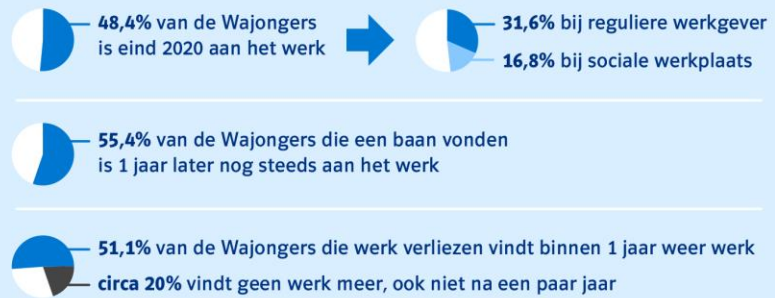 48,4% van de Wajongers
is eind 2020 aan het werk
31,6% bij reguliere werkgever
16,8% bij sociale werkplaats
55,4% van de Wajongers die een baan vonden
is 1 jaar later nog steeds aan het werk
51,1% van de Wajongers die werk verliezen vindt binnen 1 jaar weer werk
circa 20% vindt geen werk meer, ook niet na een paar jaar